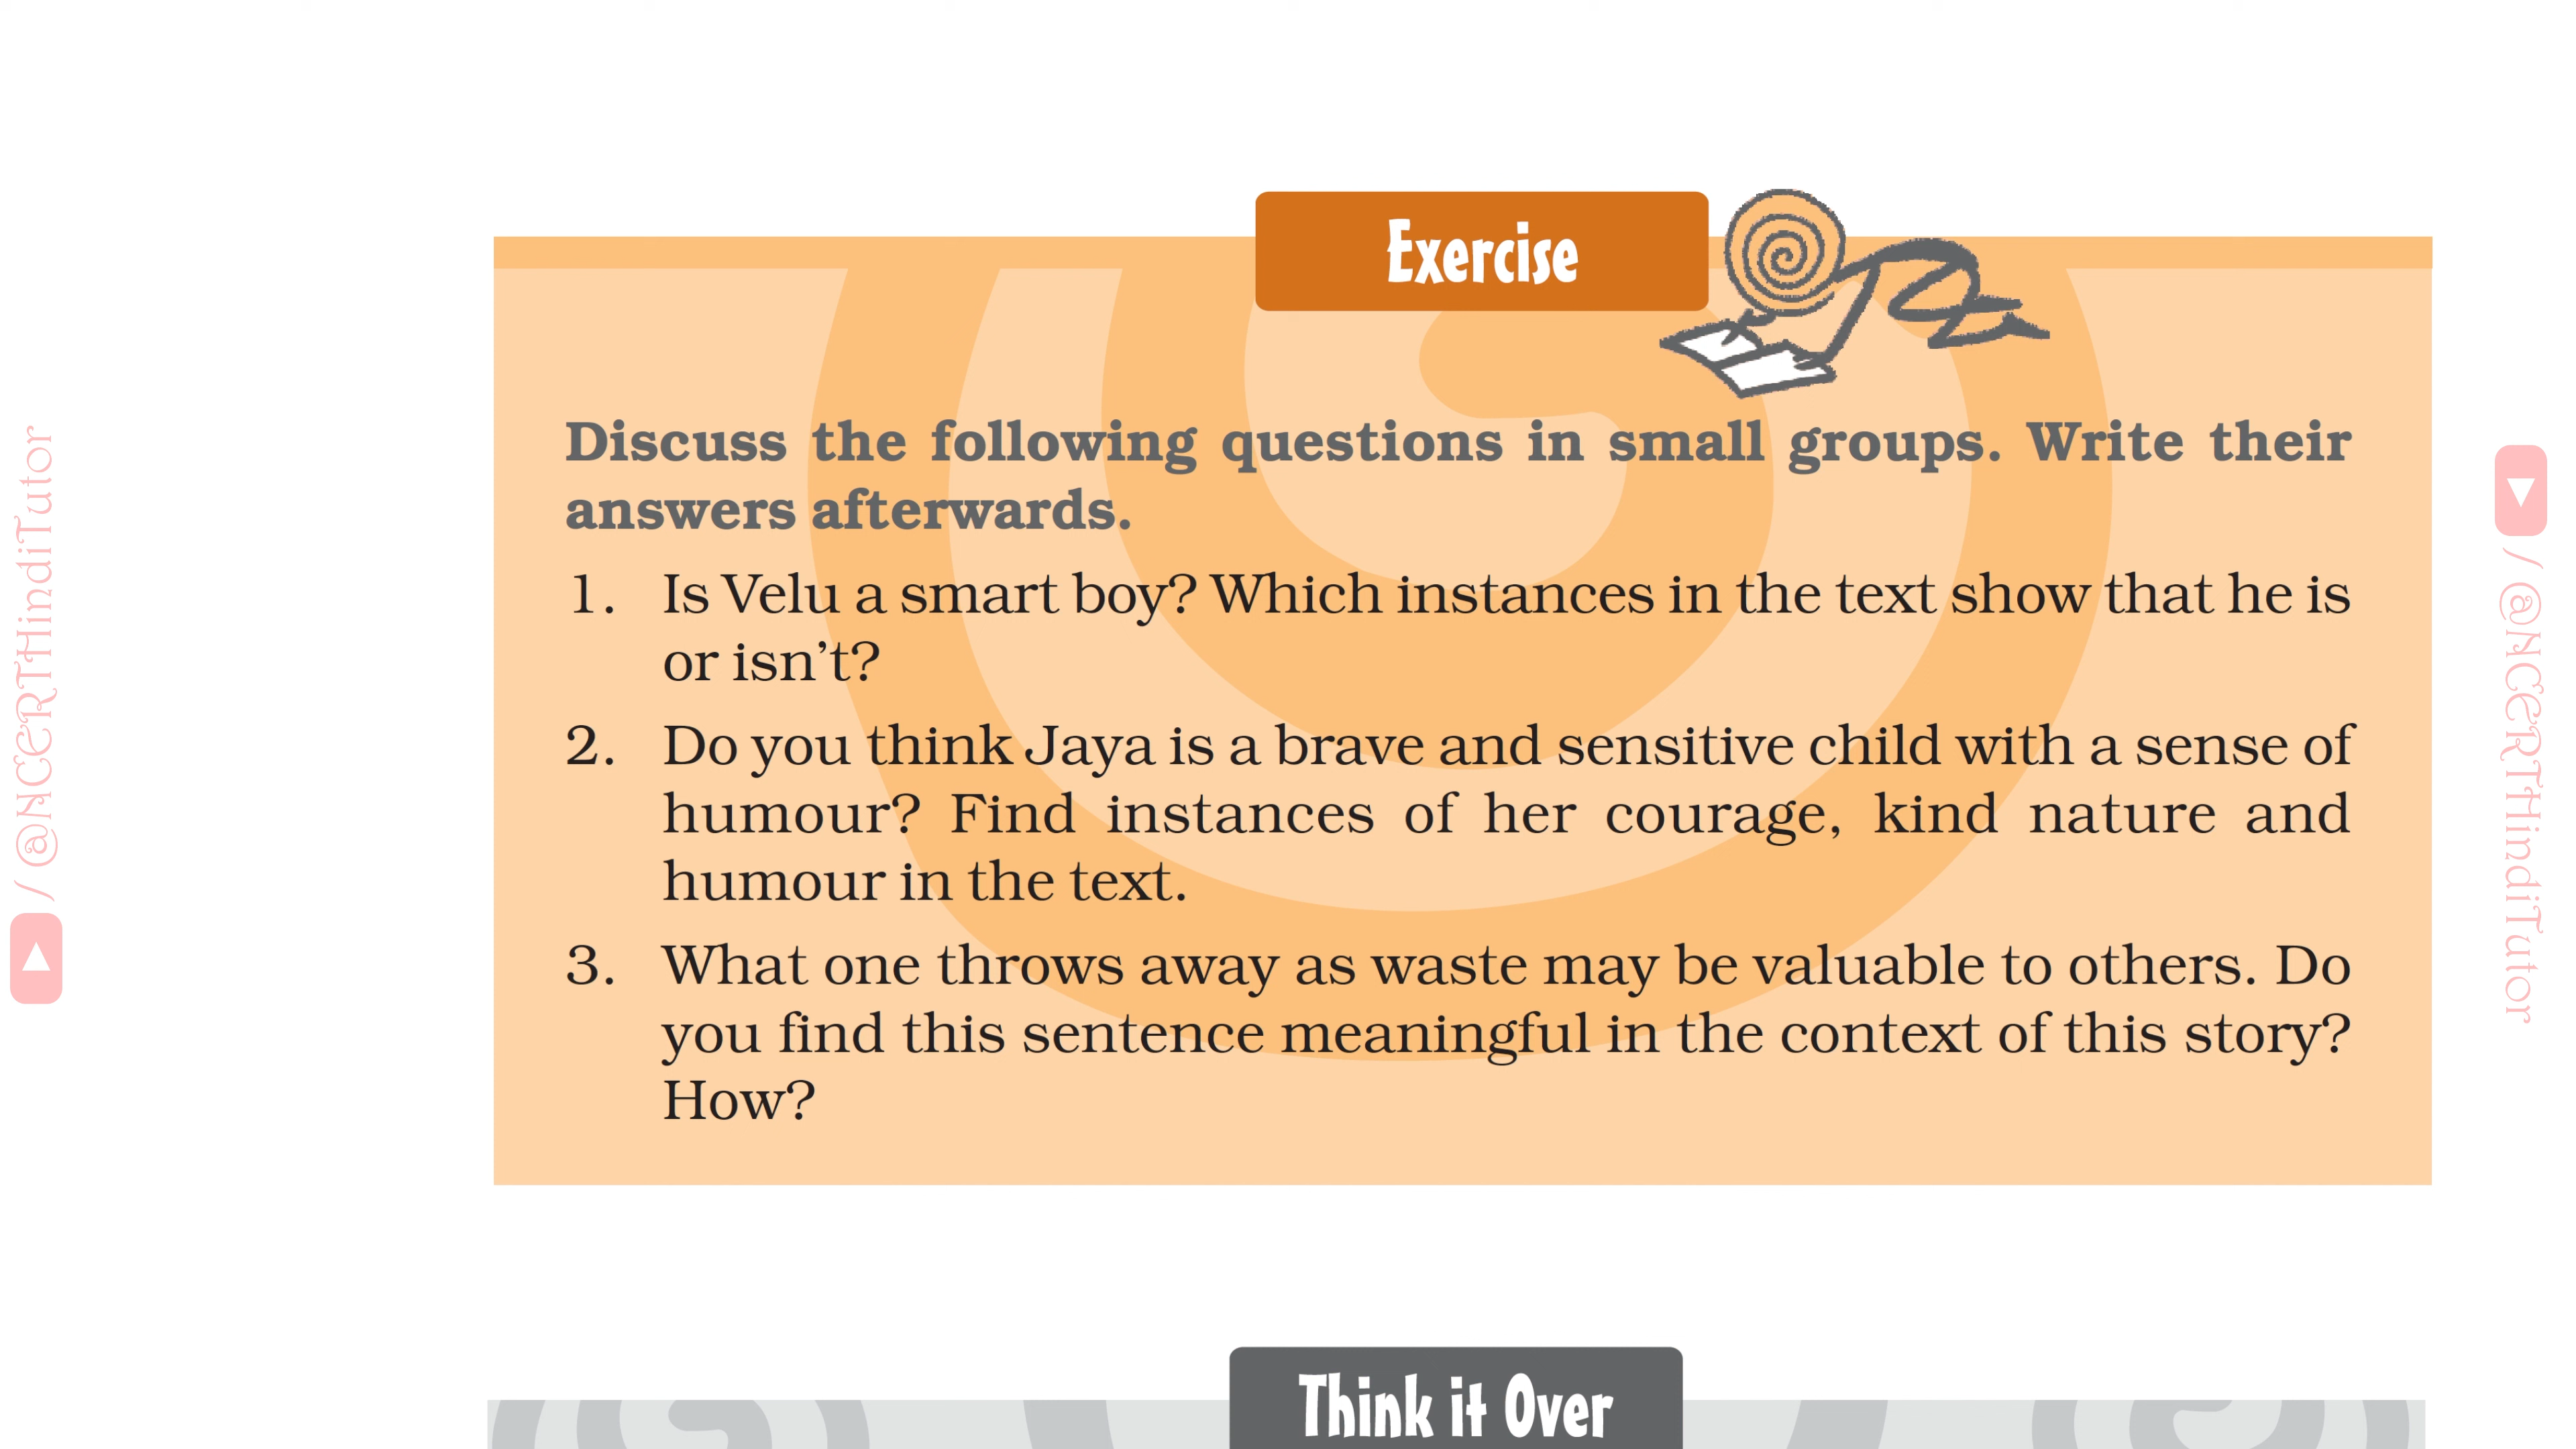 Exercise
Discuss the following questions in small groups. Write their
answers afterwards.
1. Is Velu a smart boy? Which instances in the text show that he is
or isn’t?
2. Do you think Jaya is a brave and sensitive child with a sense of
humour? Find instances of her courage, kind nature and
humour in the text.
3. What one throws away as waste may be valuable to others. Do
you find this sentence meaningful in the context of this story?
How?
Think it Over
/ @NCERTHindiTutor
/ @NCERTHindiTutor